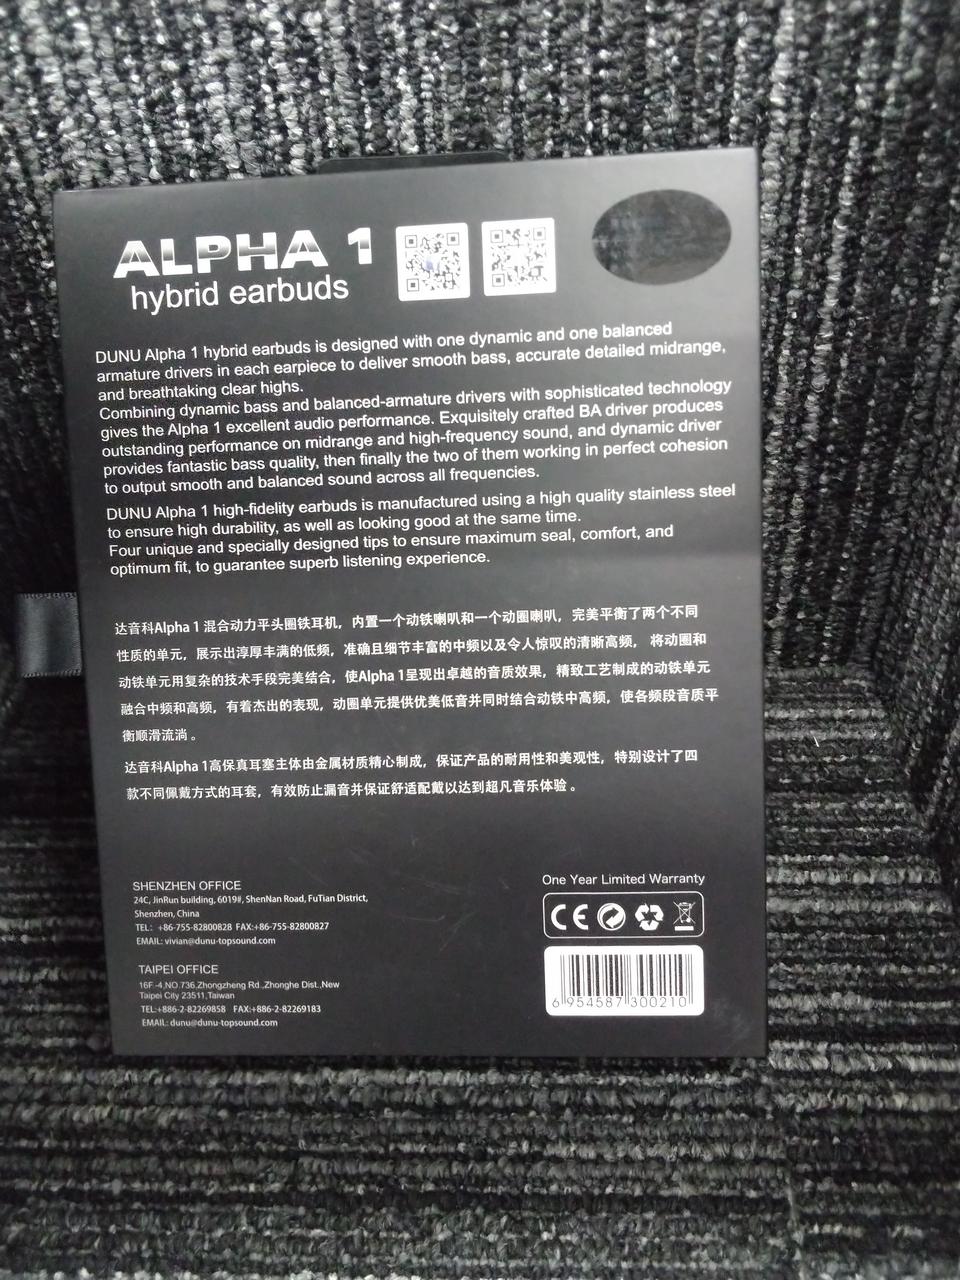 ALPHA 1
hybrid earbuds
DUNU Alpha 1 hybrid earbuds is designed with one dynamic and one balanced
armature drivers in each earpiece to deliver smooth bass, accurate detailed midrange,
and breathtaking clear highs.
Combining dynamic bass and balanced-armature drivers with sophisticated technology
gives the Alpha 1 excellent audio performance. Exquisitely crafted BA driver produces
outstanding performance on midrange and high-frequency sound, and dynamic driver
provides fantastic bass quality, then finally the two of them working in perfect cohesion
to output smooth and balanced sound across all frequencies.
DUNU Alpha 1 high-fidelity earbuds is manufactured using a high quality stainless steel
to ensure high durability, as well as looking good at the same time.
Four unique and specially designed tips to ensure maximum seal, comfort, and
optimum fit, to guarantee superb listening experience.
达音科Alpha 1 混合动力平头圈铁耳机，内置一个动铁喇叭和一个动圈喇叭，完美平衡了两个不同
性质的单元，展示出淳厚丰满的低频，准确且细节丰富的中频以及令人惊叹的清晰高频， 将动圈和
动铁单元用复杂的技术手段完美结合，使Alpha 1呈现出卓越的音质效果，精致工艺制成的动铁单元
融合中频和高频，有着杰出的表现，动圈单元提供优美低音并同时结合动铁中高频，使各频段音质平
衡顺滑流淌。
达音科Alpha 1高保真耳塞主体由金属材质精心制成，保证产品的耐用性和美观性，特别设计了四
款不同佩戴方式的耳套，有效防止漏音并保证舒适配戴以达到超凡音乐体验。
SHENZHEN OFFICE
24C, JinRun building, 6019#, ShenNan Road, FuTian District,
Shenzhen, China
TEL: +86-755-82800828 FAX:+86-755-82800827
EMAIL: vivian@dunu-topsound.com
TAIPEI OFFICE
16F -4,NO.736,Zhongzheng Rd.,Zhonghe Dist.,New
Taipei City 23511,Taiwan
TEL:+886-2-82269858 FAX:+886-2-82269183
EMAIL: dunu@dunu-topsound.com
One Year Limited Warranty
CE
6 954587 300210